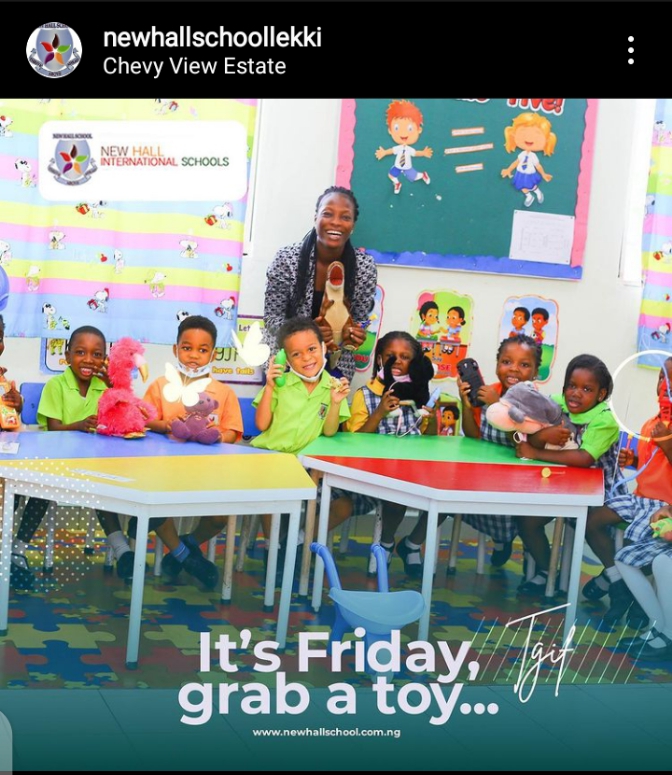 newhallschoollekki
Chevy View Estate
NEW HALL SCHOOL
NEW HALL
INTERNATIONAL SCHOOLS
It's Friday,
Tgif
grab a toy...
www.newhallschool.com.ng